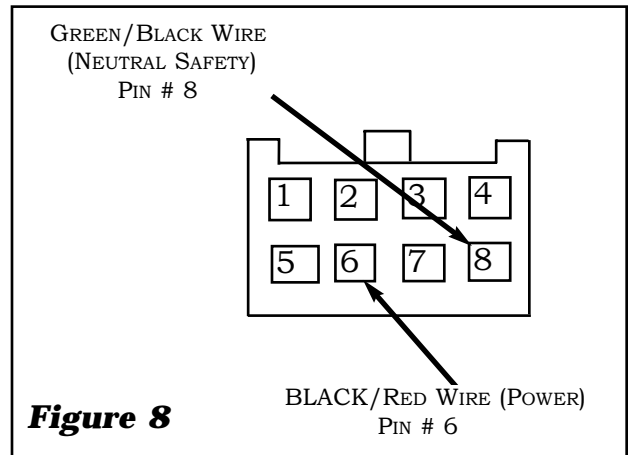 GREEN/BLACK WIRE
(NEUTRAL SAFETY)
PIN # 8
1 2 3 4
5 6 7 8
BLACK/RED WIRE (POWER)
PIN # 6
Figure 8